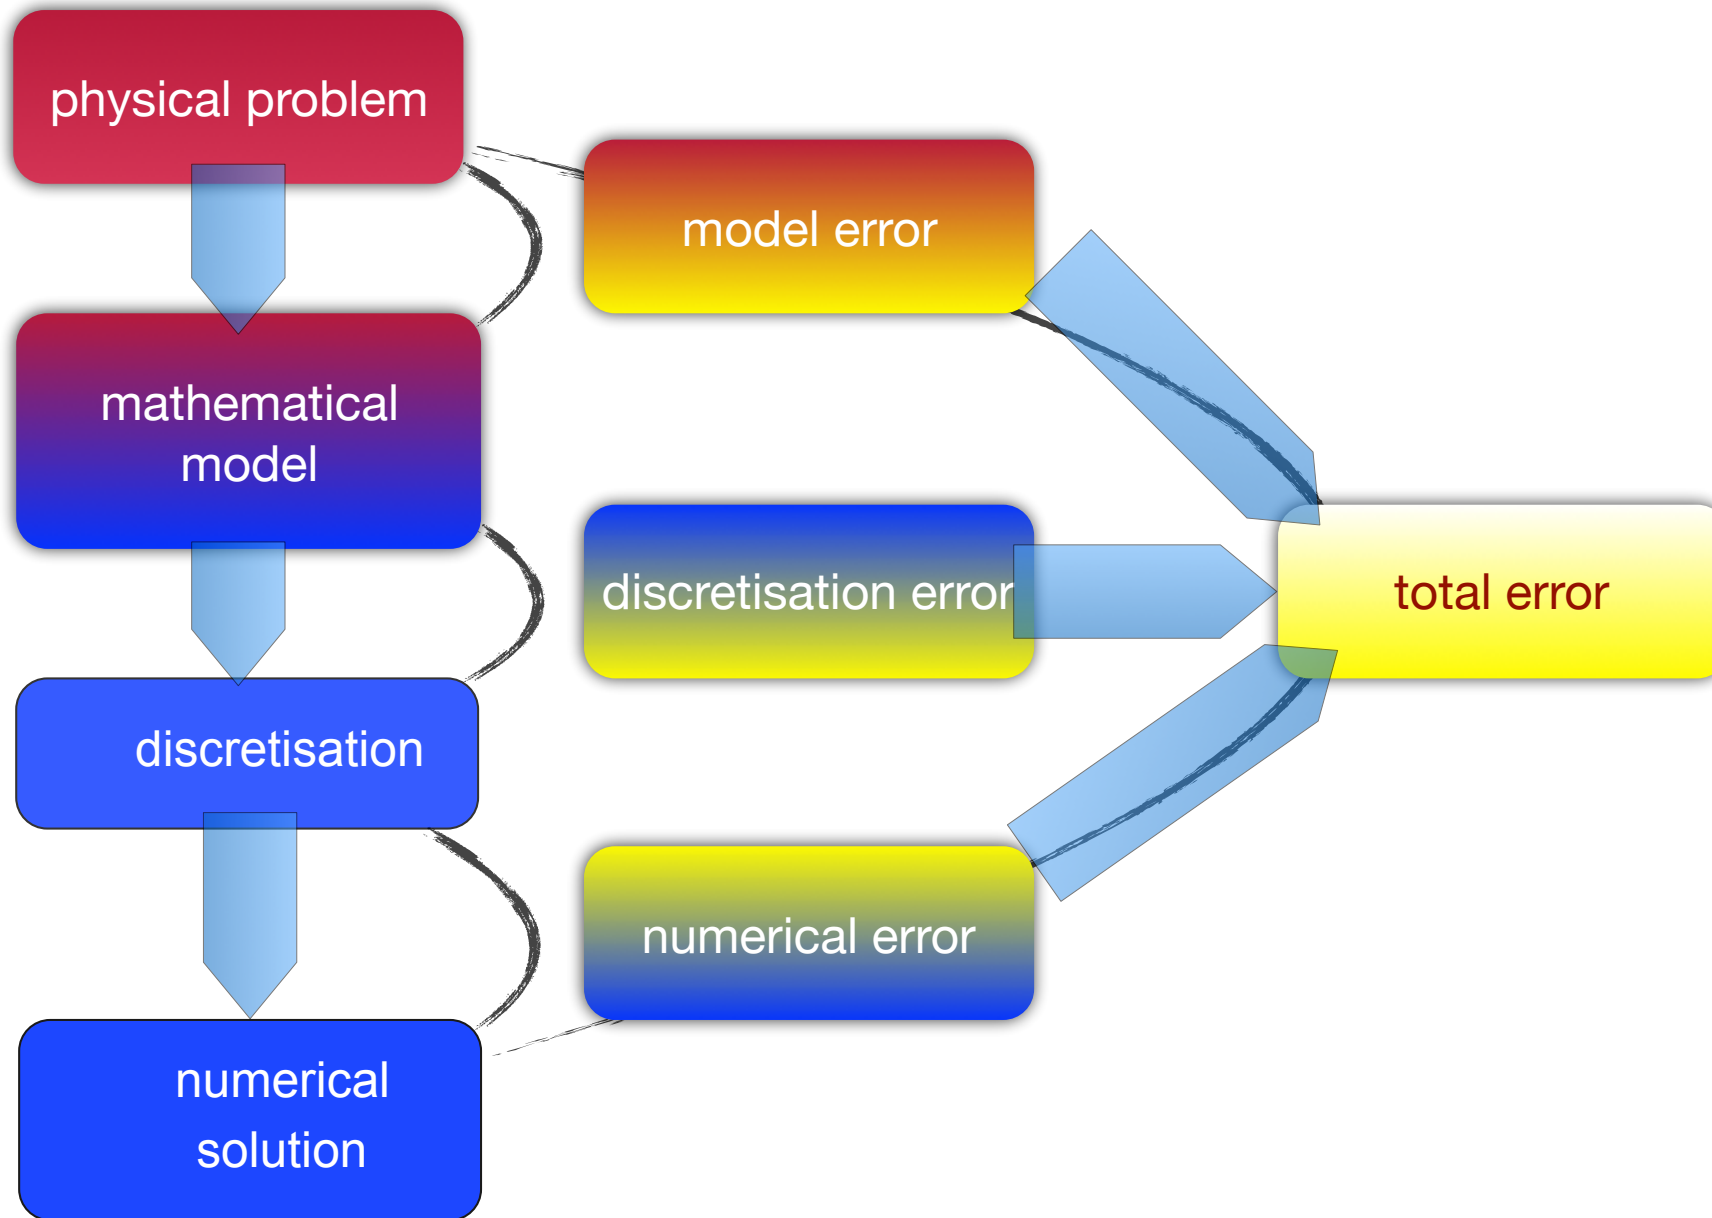 physical problem
model error
mathematical
model
discretisation error
total error
discretisation
numerical error
numerical
solution